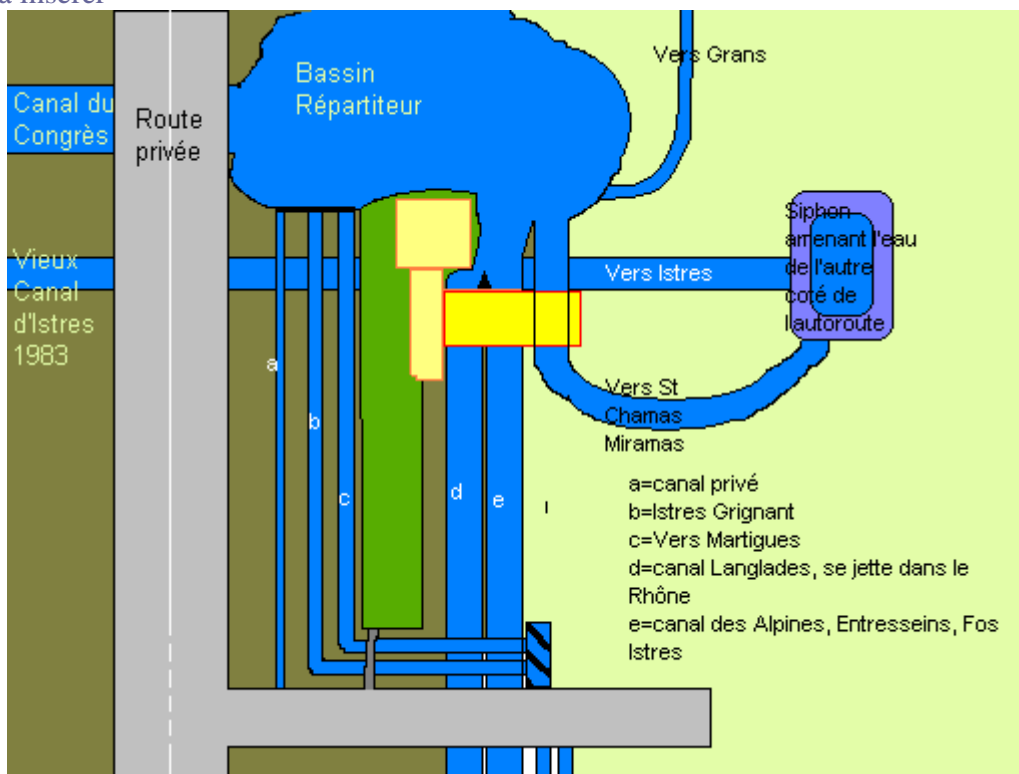 à insérer
Vers Grans
Bassin
Répartiteur
Canal du
Congrès
Route
privée
Siphon
amenant l'eau
de l'autre
coté de
l'autoroute
Vieux
Canal
d'Istres
1983
Vers Istres
a
b
c
d
e
Vers St
Chamas
Miramas
a=canal privé
b=Istres Grignant
c=Vers Martigues
d=canal Langlades, se jette dans le
Rhône
e=canal des Alpines, Entresseins, Fos
Istres